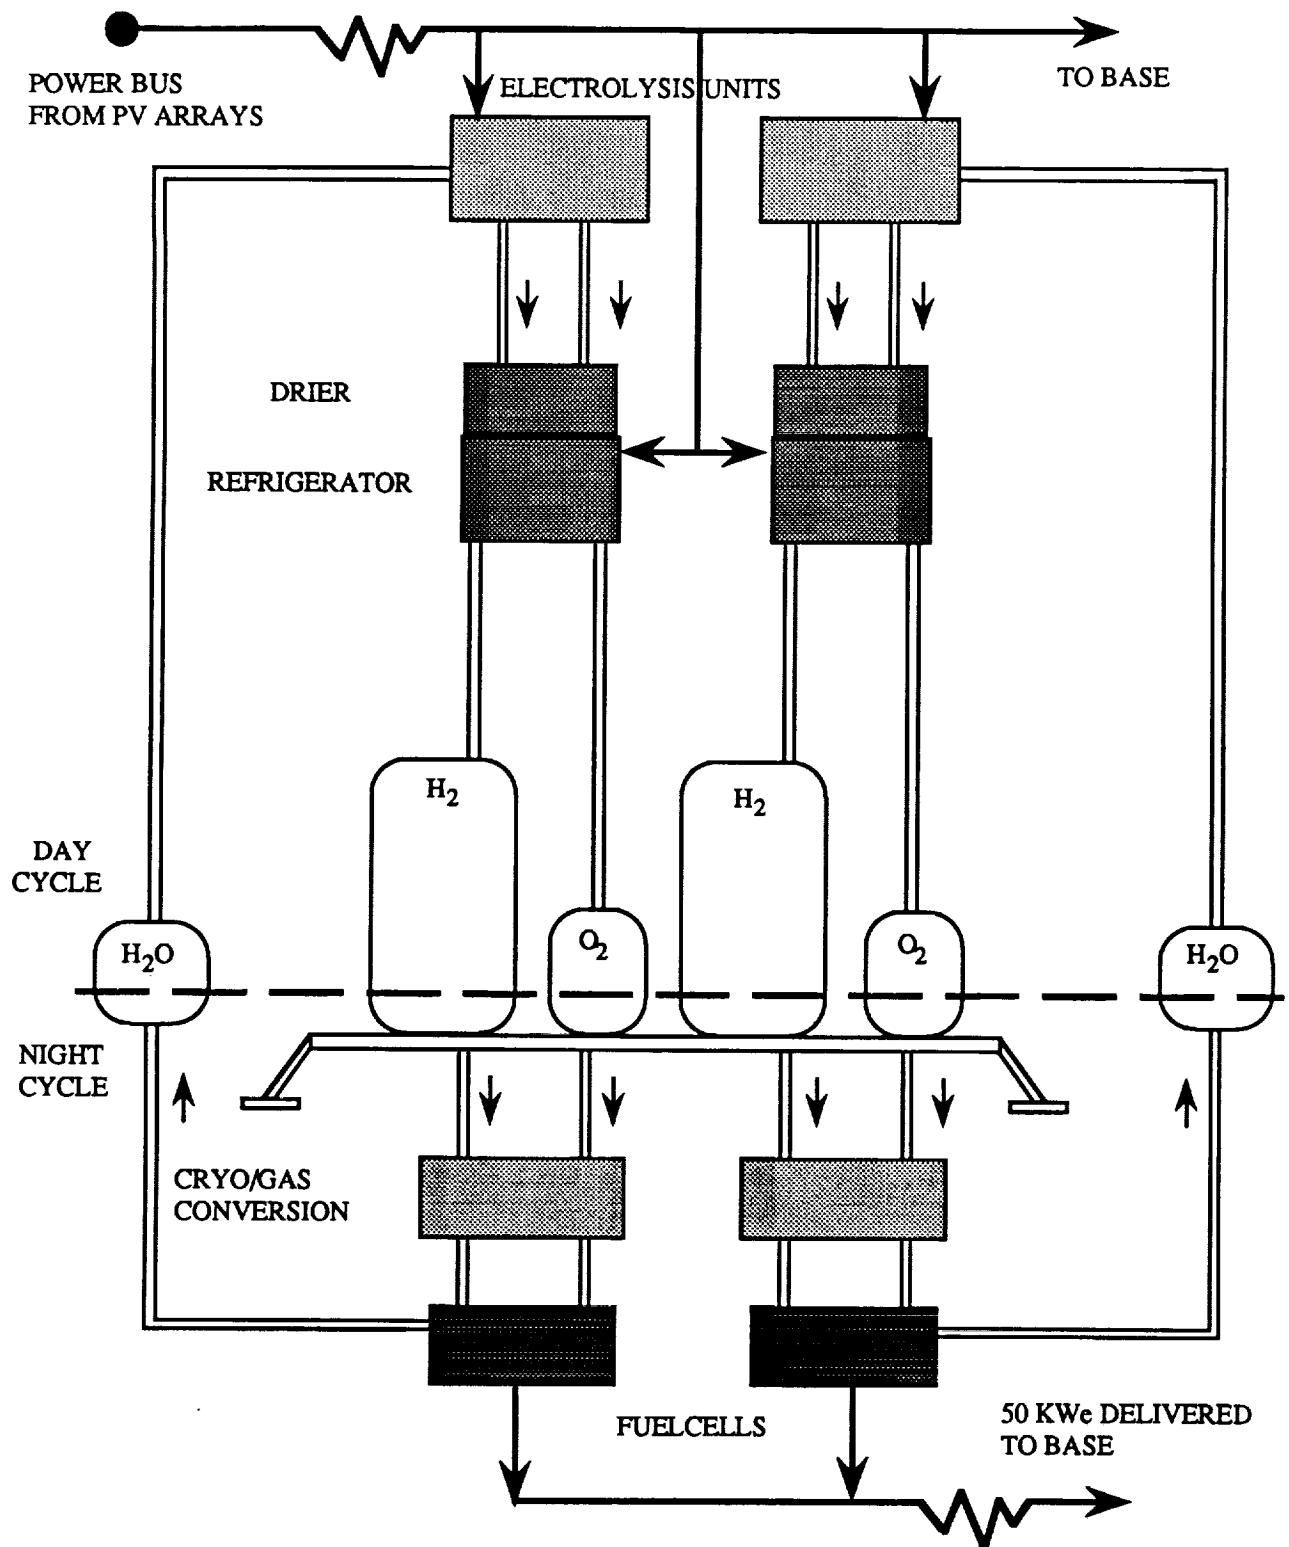 POWER BUS
FROM PV ARRAYS
ELECTROLYSIS UNITS
TO BASE
DRIER
REFRIGERATOR
H2
H2
DAY
CYCLE
H2O
O2
O2
H2O
NIGHT
CYCLE
CRYO/GAS
CONVERSION
FUELCELLS
50 KWe DELIVERED
TO BASE